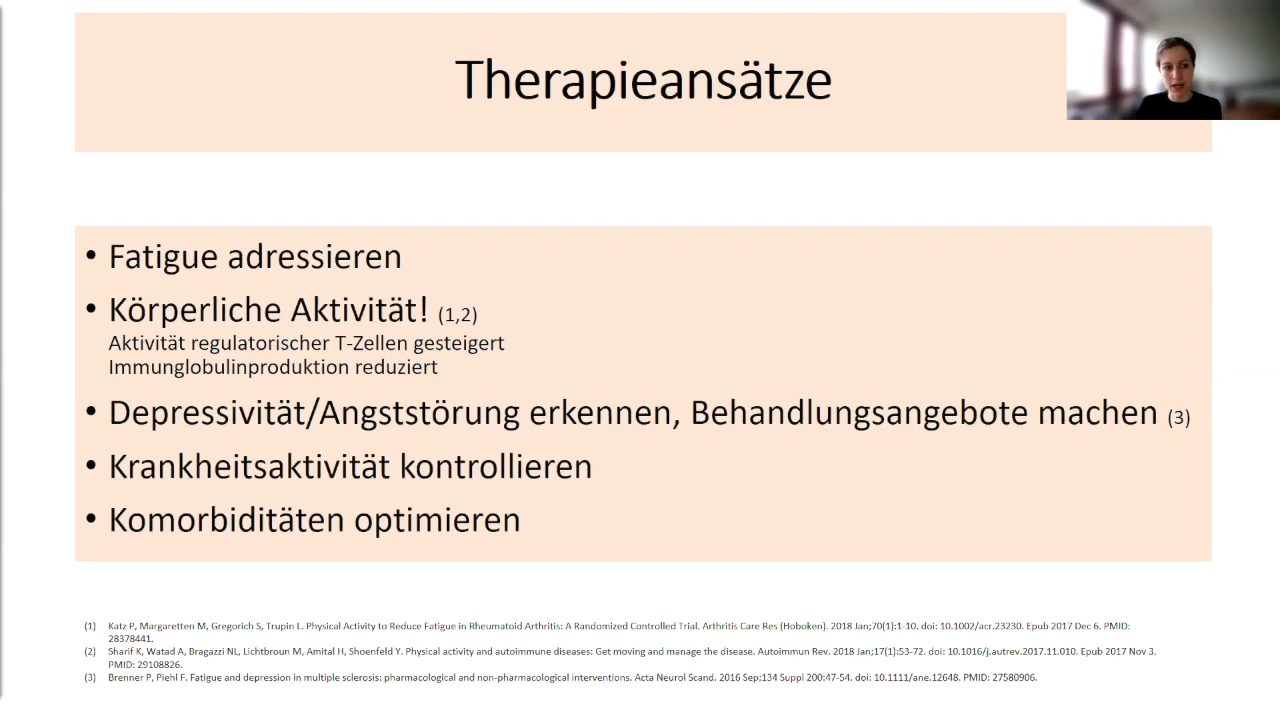 Therapieansätze
• Fatigue adressieren
• Körperliche Aktivität! (1,2)
Aktivität regulatorischer T-Zellen gesteigert
Immunglobulinproduktion reduziert
• Depressivität/Angststörung erkennen, Behandlungsangebote machen (3)
• Krankheitsaktivität kontrollieren
• Komorbiditäten optimieren
(1) Katz P, Margaretten M, Gregorich S, Trupin L. Physical Activity to Reduce Fatigue in Rheumatoid Arthritis: A Randomized Controlled Trial. Arthritis Care Res (Hoboken). 2018 Jan;70(1):1-10. doi: 10.1002/acr.23230. Epub 2017 Dec 6. PMID:
28378441.
(2) Sharif K, Watad A, Bragazzi NL, Lichtbroun M, Amital H, Shoenfeld Y. Physical activity and autoimmune diseases: Get moving and manage the disease. Autoimmun Rev. 2018 Jan;17(1):53-72. doi: 10.1016/j.autrev.2017.11.010. Epub 2017 Nov 3.
PMID: 29108826.
(3) Brenner P, Piehl F. Fatigue and depression in multiple sclerosis: pharmacological and non-pharmacological interventions. Acta Neurol Scand. 2016 Sep;134 Suppl 200:47-54. doi: 10.1111/ane.12648. PMID: 27580906.